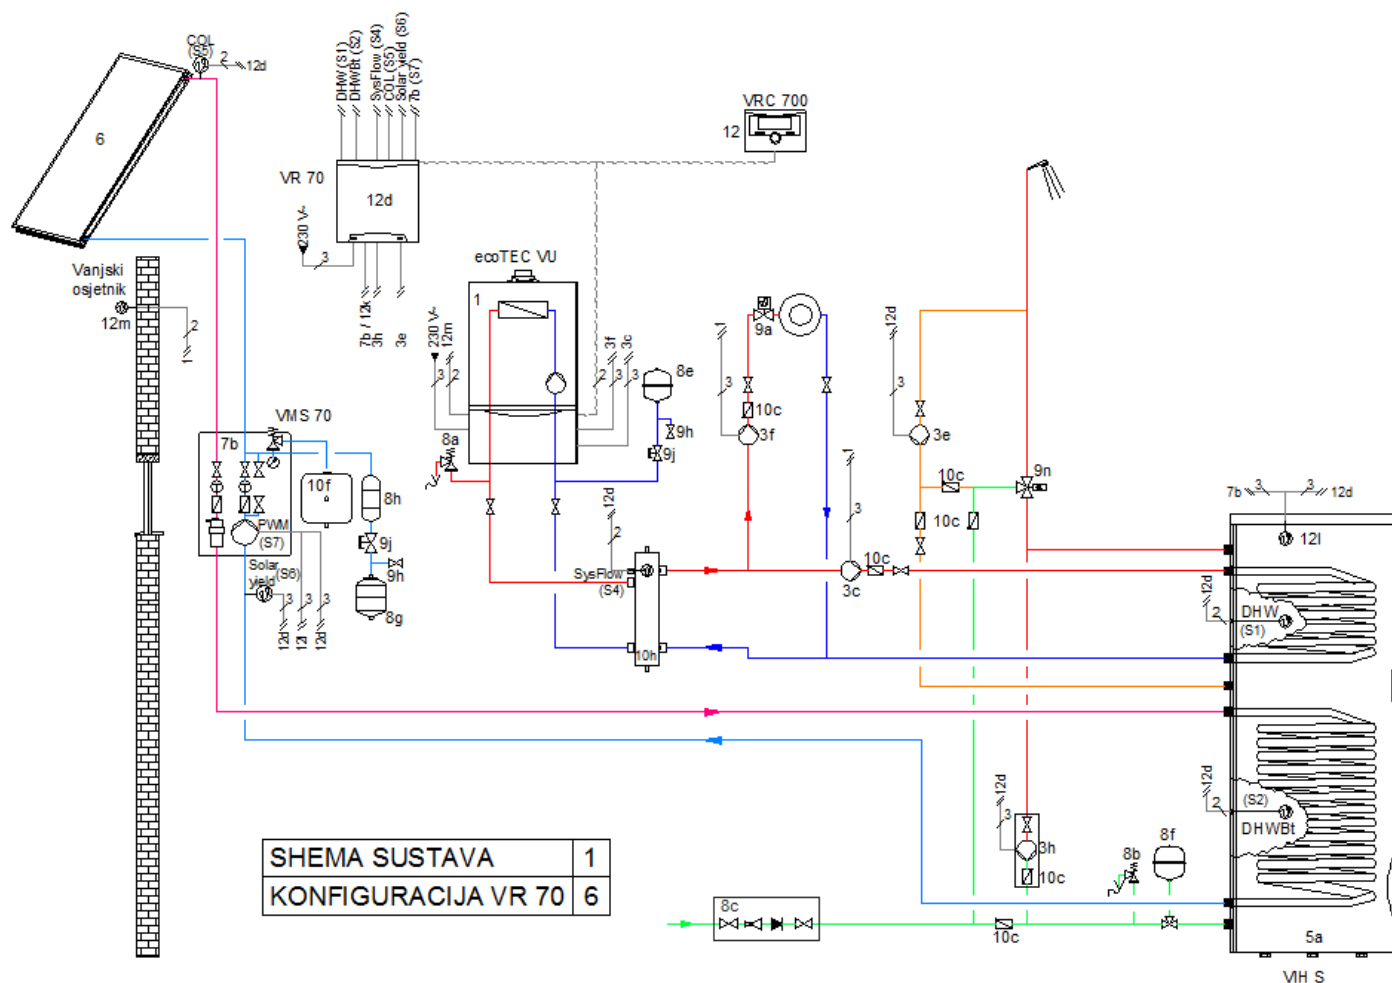 COL
(S5)
2
12d
6
DHW (S1)
DHWBt (S2)
SysFlow (S4)
COL (S5)
Solar yield (S6)
7b (S7)
VR 70
12d
230 V~
3
7b / 12k
3h
3e
VRC 700
12
Vanjski
osjetnik
12m
2
1
ecoTEC VU
1
230 V~
12m
3
2
3f
3c
2
3
3
8e
9h
9j
8a
VMS 70
7b
10f
8h
PWM
(S7)
9j
9h
8g
Solar
yield
(S6)
3
3
3
12d
12l
12d
12d
2
SysFlow
(S4)
10h
1
3
9a
10c
3f
1
3
10c
3c
12d
3
3e
10c
10c
9n
7b
3
3
12d
12l
12d
2
DHW
(S1)
12d
2
(S2)
DHWBt
12d
3
3h
10c
8b
8f
8c
10c
5a
VIH S
SHEMA SUSTAVA 1
KONFIGURACIJA VR 70 6